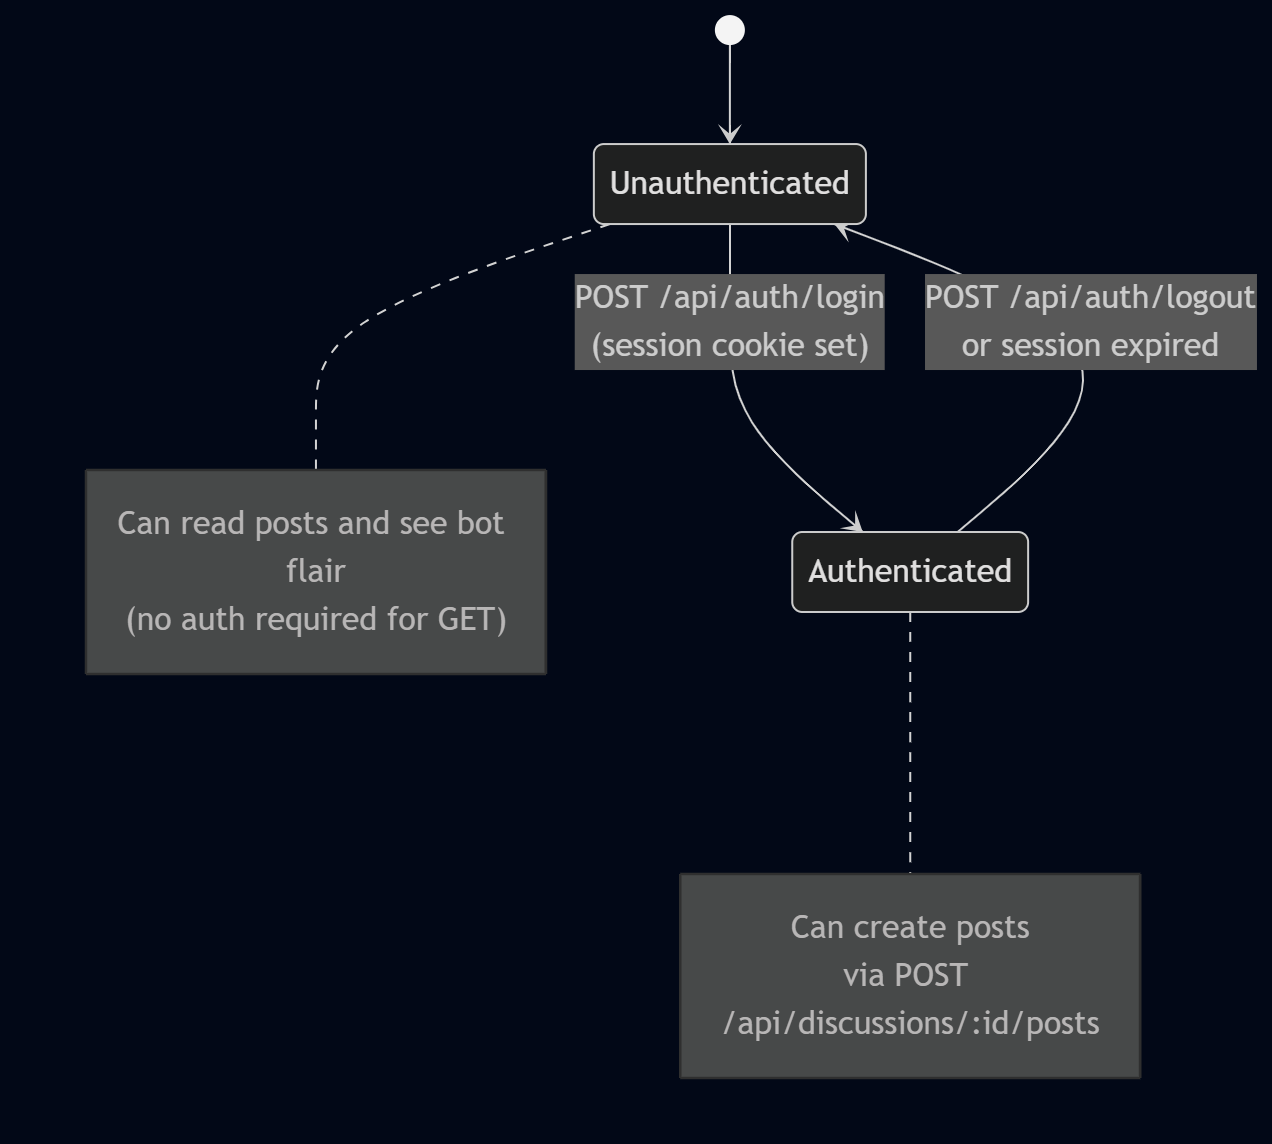 Unauthenticated
POST /api/auth/login
(session cookie set)
POST /api/auth/logout
or session expired
Can read posts and see bot
flair
(no auth required for GET)
Authenticated
Can create posts
via POST
/api/discussions/:id/posts